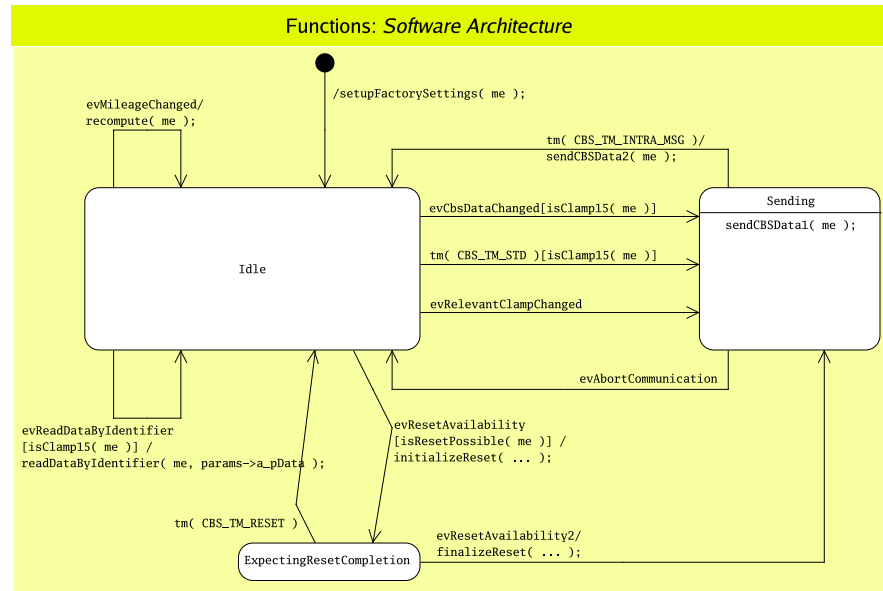 Functions: Software Architecture
/setupFactorySettings( me );
evMileageChanged/
recompute( me );
tm( CBS_TM_INTRA_MSG )/
sendCBSData2( me );
Sending
sendCBSData1( me );
evCbsDataChanged[isClamp15( me )]
tm( CBS_TM_STD )[isClamp15( me )]
Idle
evRelevantClampChanged
evAbortCommunication
evReadDataByIdentifier
[isClamp15( me )] /
readDataByIdentifier( me, params->a_pData );
evResetAvailability
[isResetPossible( me )] /
initializeReset( ... );
tm( CBS_TM_RESET )
evResetAvailability2/
finalizeReset( ... );
ExpectingResetCompletion